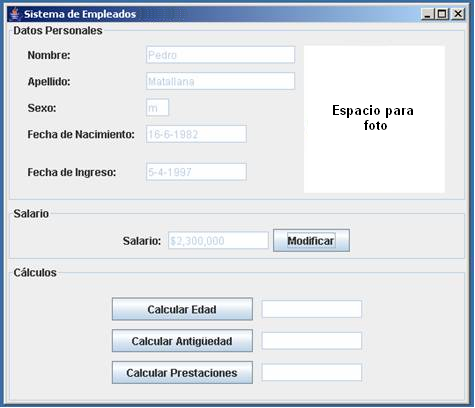 Sistema de Empleados
Datos Personales
Nombre: Pedro
Apellido: Matallana
Sexo: m
Fecha de Nacimiento: 16-6-1982
Fecha de Ingreso: 5-4-1997
Espacio para
foto
Salario
Salario: $2,300,000 Modificar
Cálculos
Calcular Edad
Calcular Antigüedad
Calcular Prestaciones